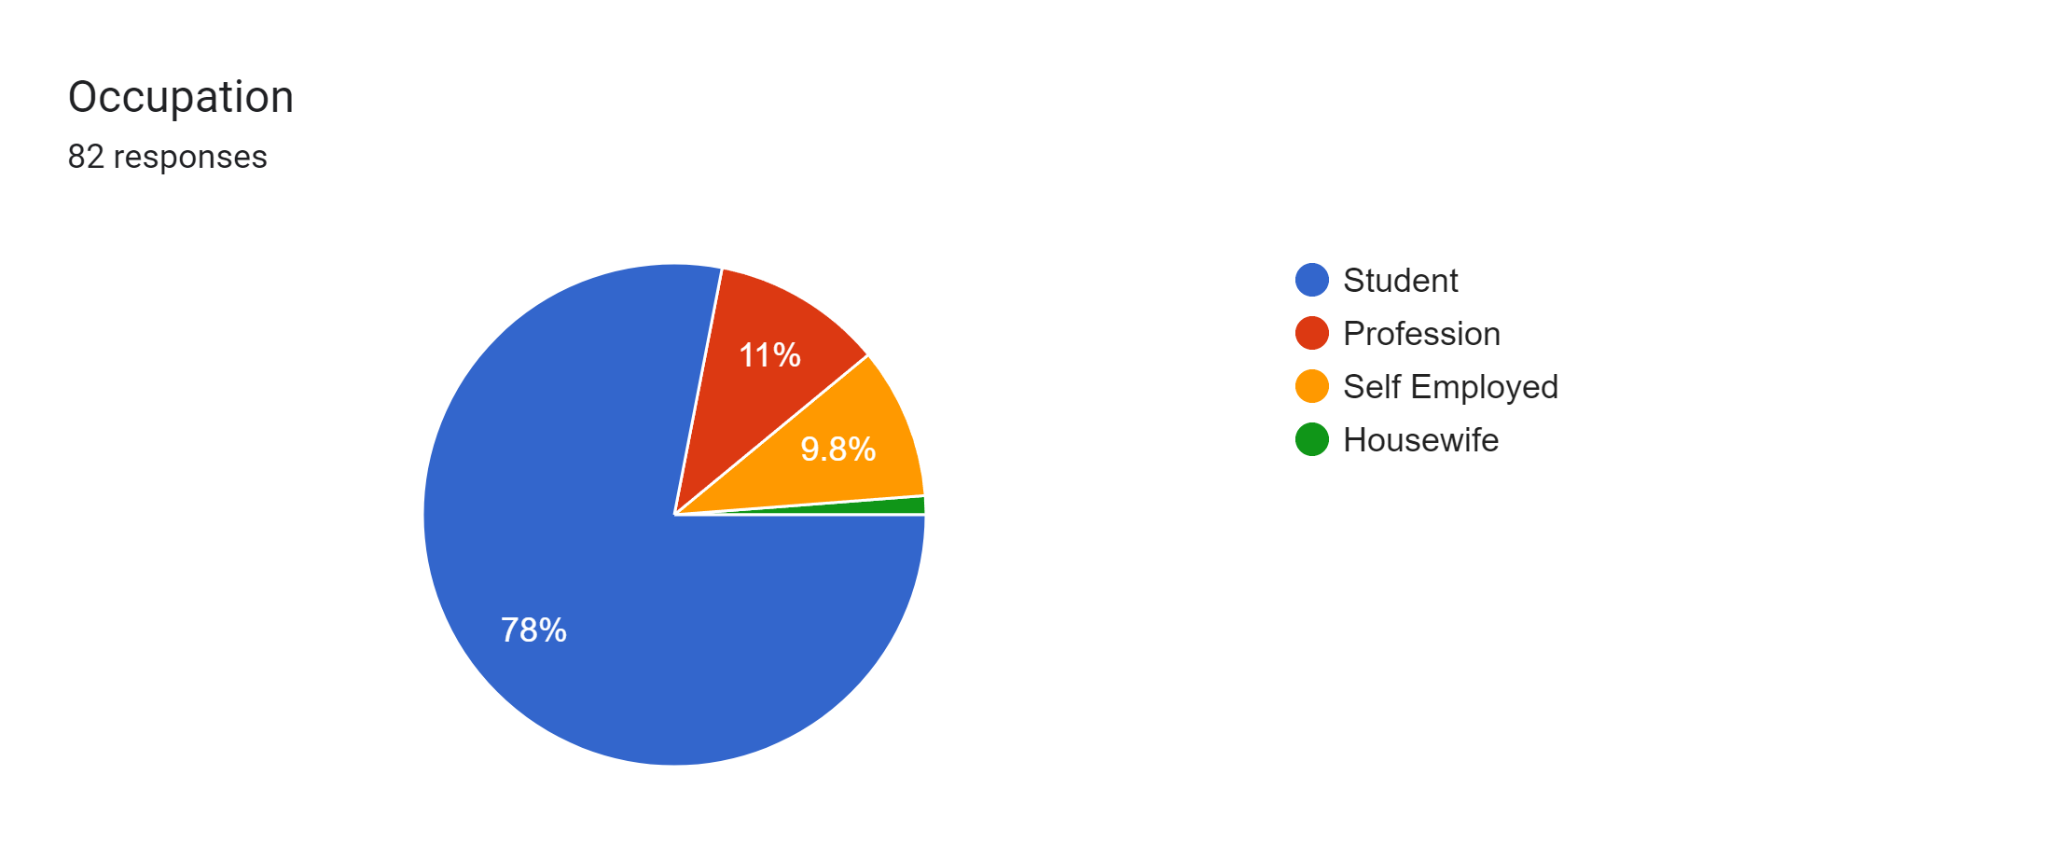 Occupation
82 responses
Student
Profession
Self Employed
Housewife
11%
9.8%
78%